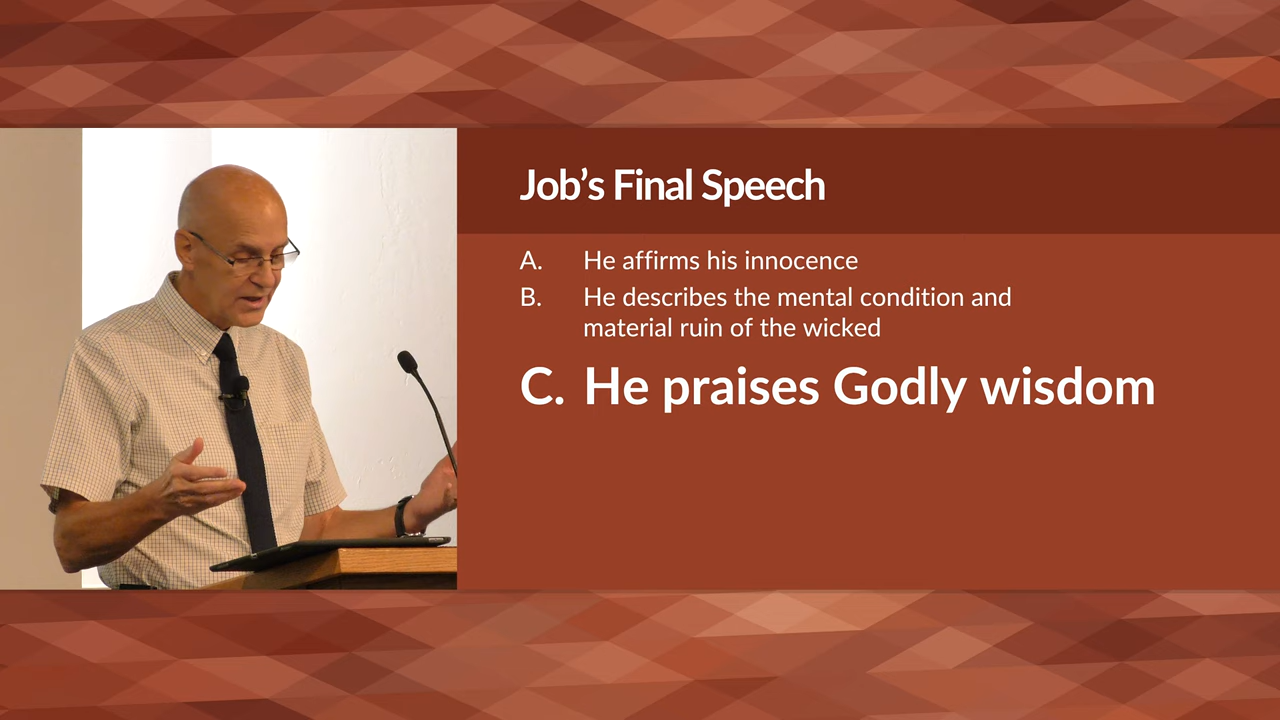 Job’s Final Speech
A. He affirms his innocence
B. He describes the mental condition and
material ruin of the wicked
C. He praises Godly wisdom